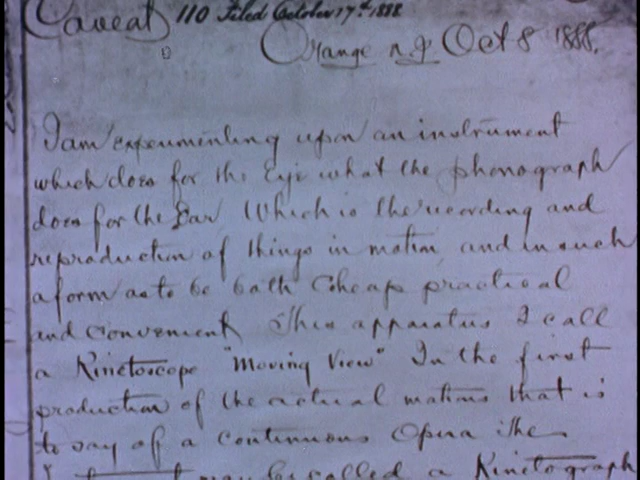 Caveat 110 Filed October 17th 1888
Orange N.J. Oct 8 1888.
I am experimenting upon an instrument
which does for the Eye what the phonograph
does for the Ear, Which is the recording and
reproduction of things in motion, and in such
a form as to be both Cheap practical
and convenient This apparatus I call
a Kinetoscope "Moving View" In the first
production of the actual motions that is
to say of a continuous Opera The
may be called a Kinetograph